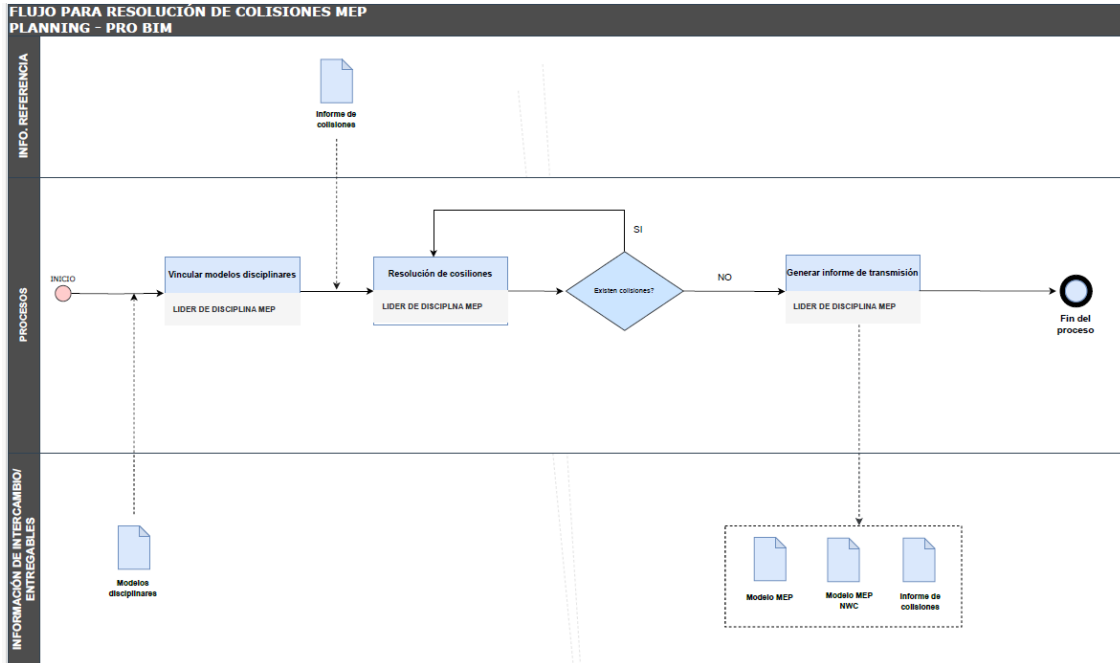 FLUJO PARA RESOLUCIÓN DE COLISIONES MEP
PLANNING - PRO BIM
INFO. REFERENCIA
Informe de
colisiones
PROCESOS
INICIO
Vincular modelos disciplinares
LIDER DE DISCIPLINA MEP
Resolución de cosiliones
LIDER DE DISCIPLNA MEP
Existen colisiones?
SI
NO
Generar informe de transmisión
LIDER DE DISCIPLINA MEP
Fin del
proceso
INFORMACIÓN DE INTERCAMBIO/
ENTREGABLES
Modelos
disciplinares
Modelo MEP
Modelo MEP
NWC
Informe de
colisiones